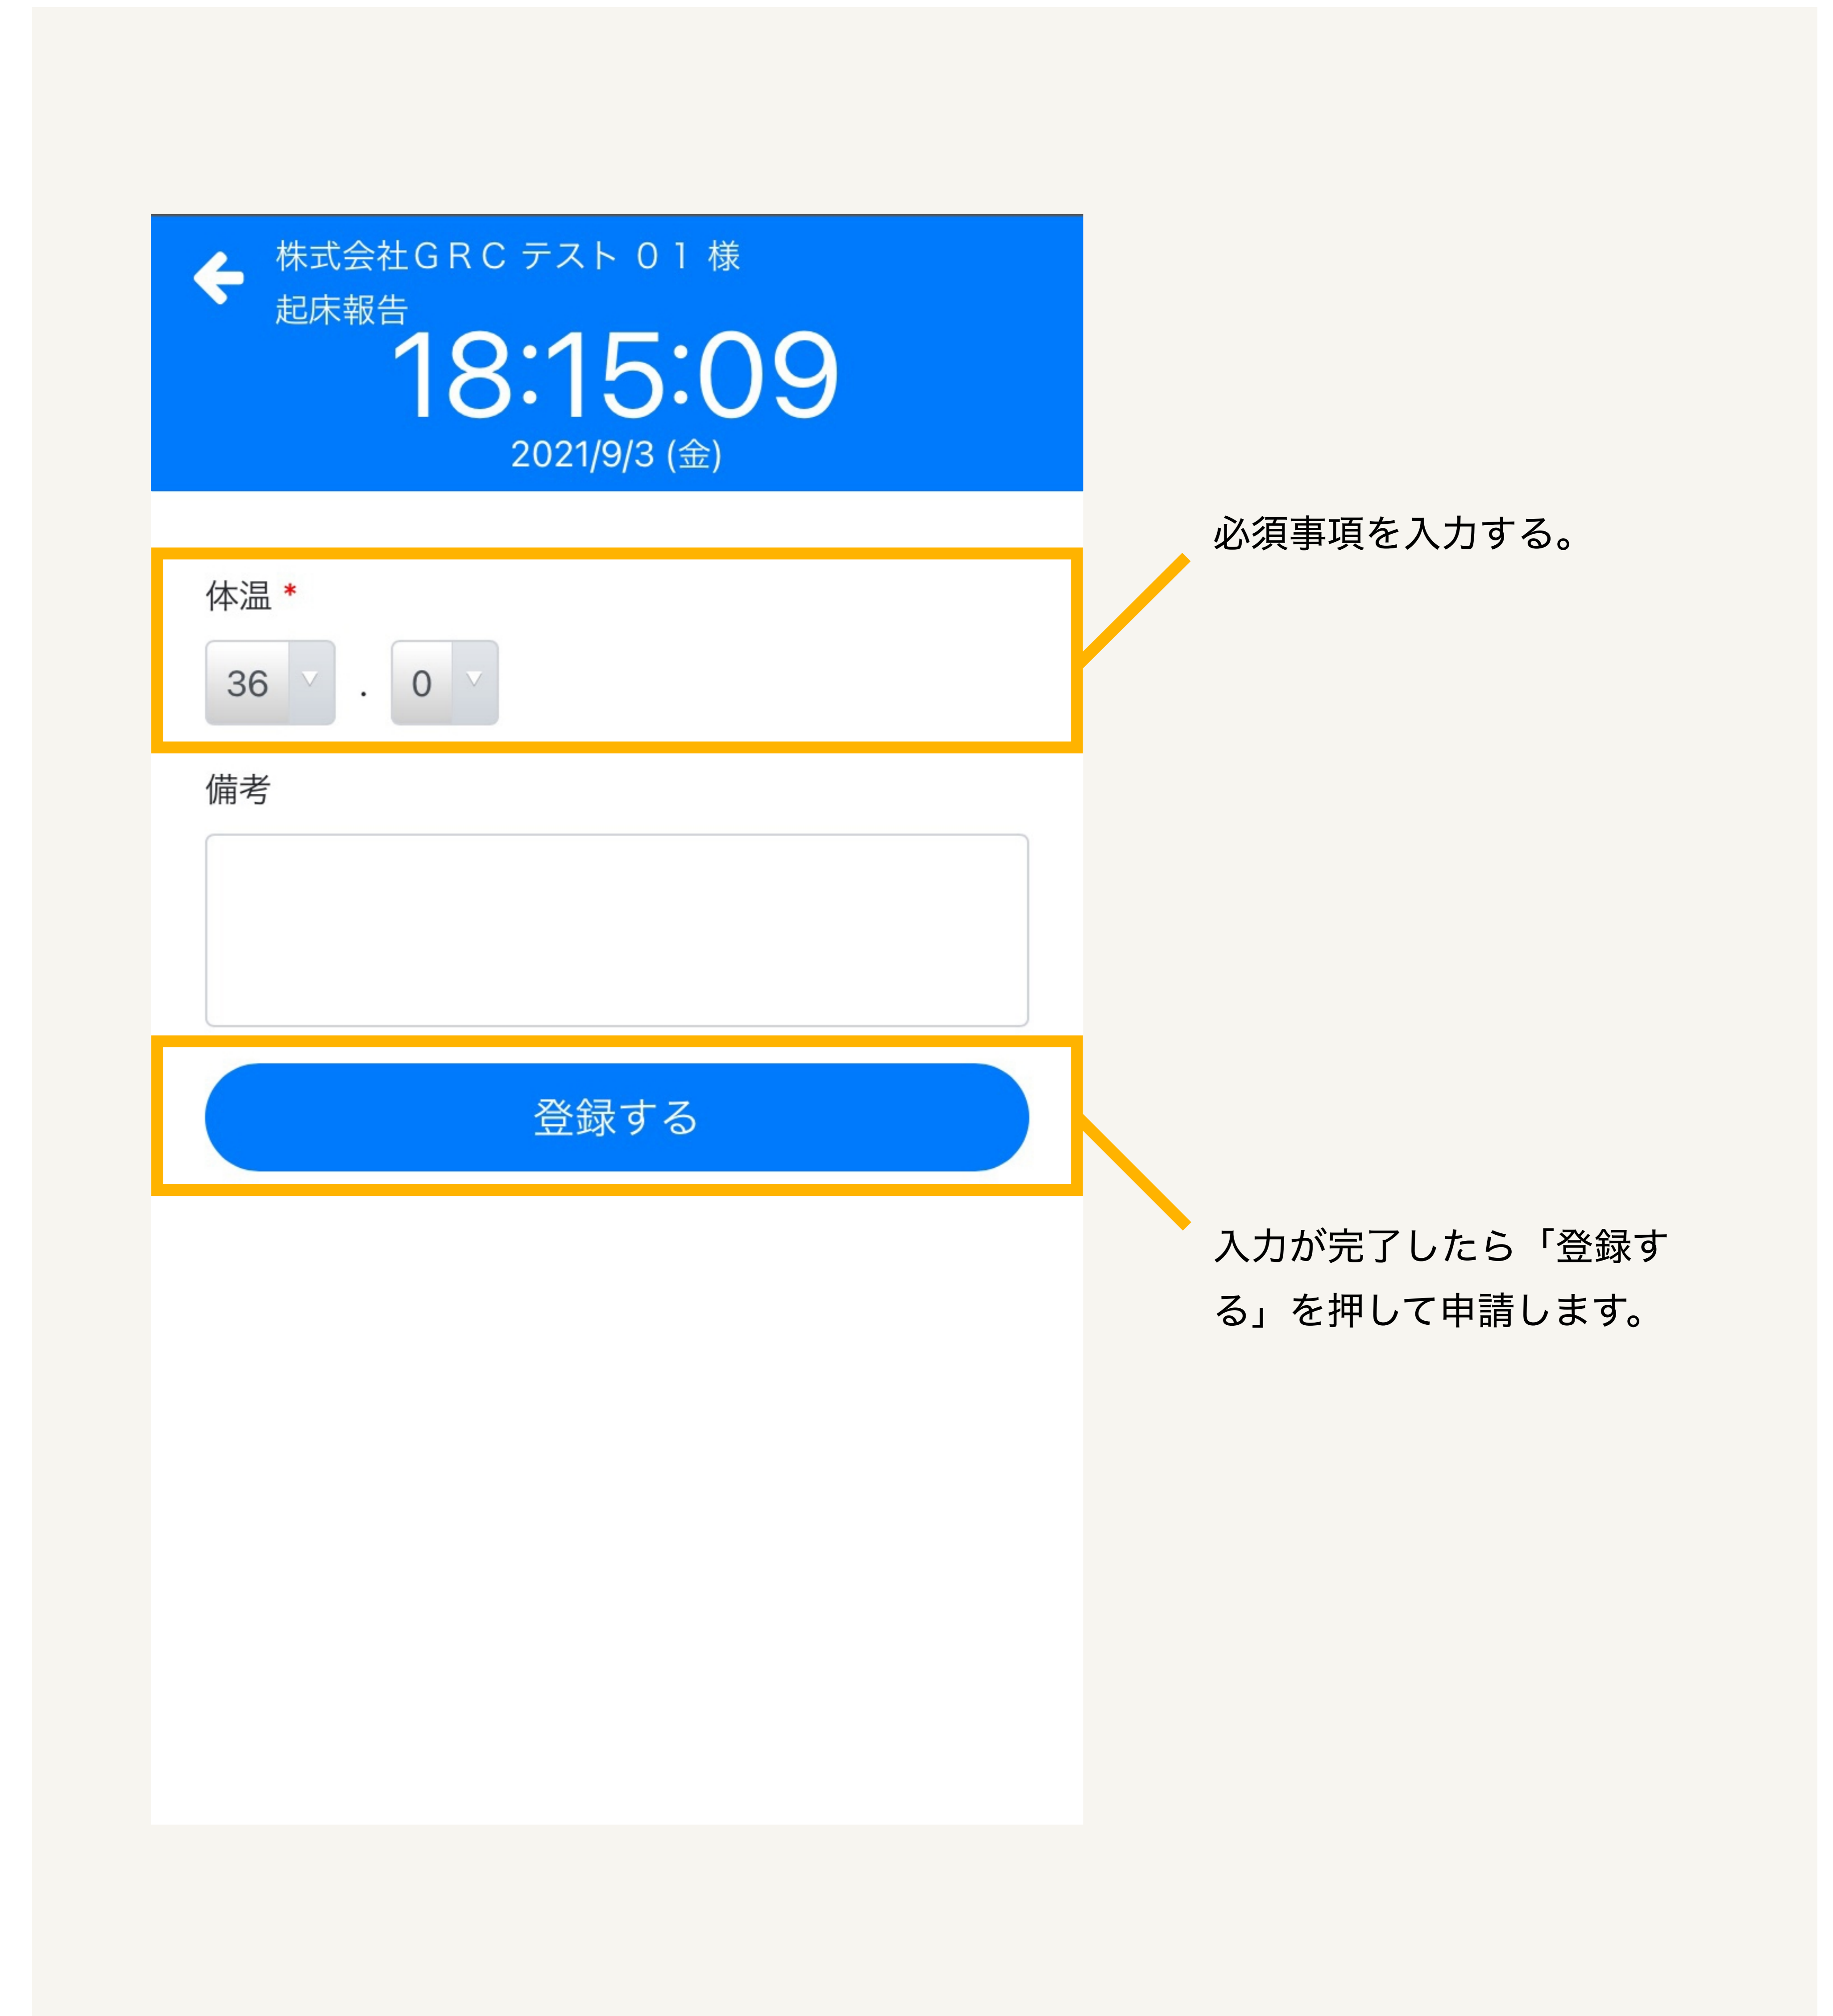 株式会社ＧＲＣ テスト ０１ 様
起床報告
18:15:09
2021/9/3 (金)
必須事項を入力する。
体温 *
36 . 0
備考
登録する
入力が完了したら「登録す
る」を押して申請します。